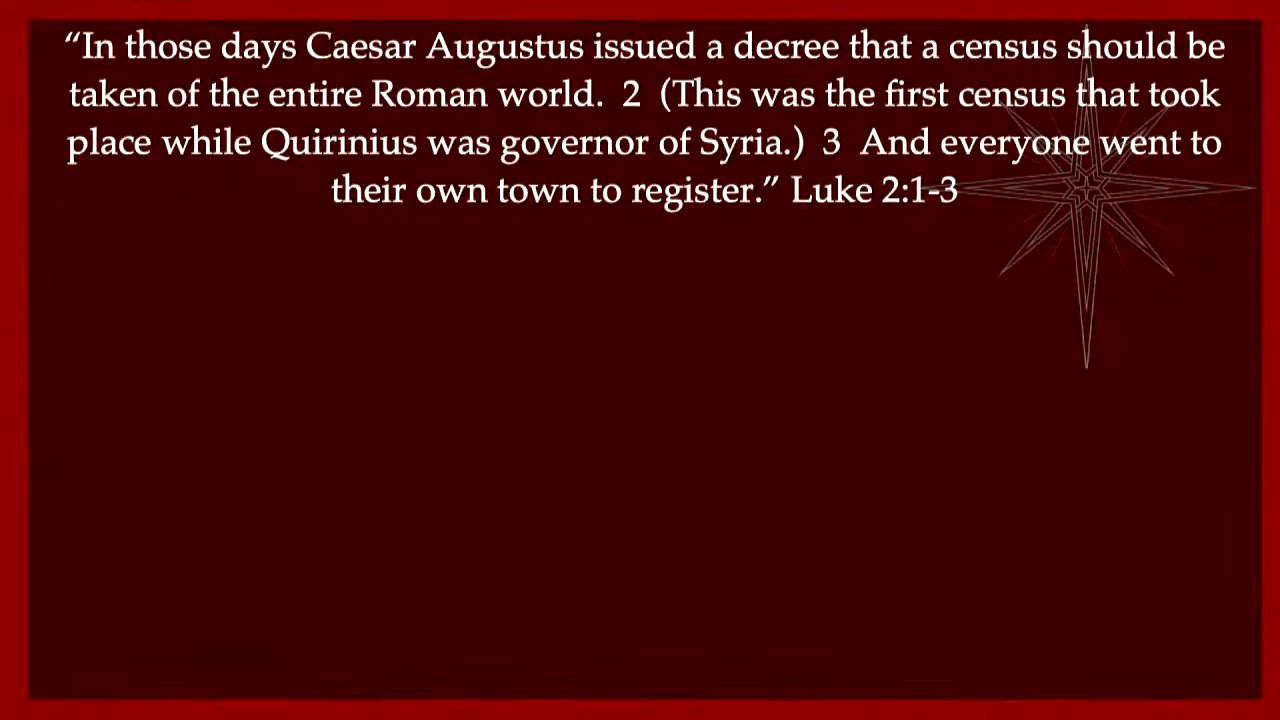 “In those days Caesar Augustus issued a decree that a census should be
taken of the entire Roman world.  2  (This was the first census that took
place while Quirinius was governor of Syria.)  3  And everyone went to
their own town to register.” Luke 2:1-3